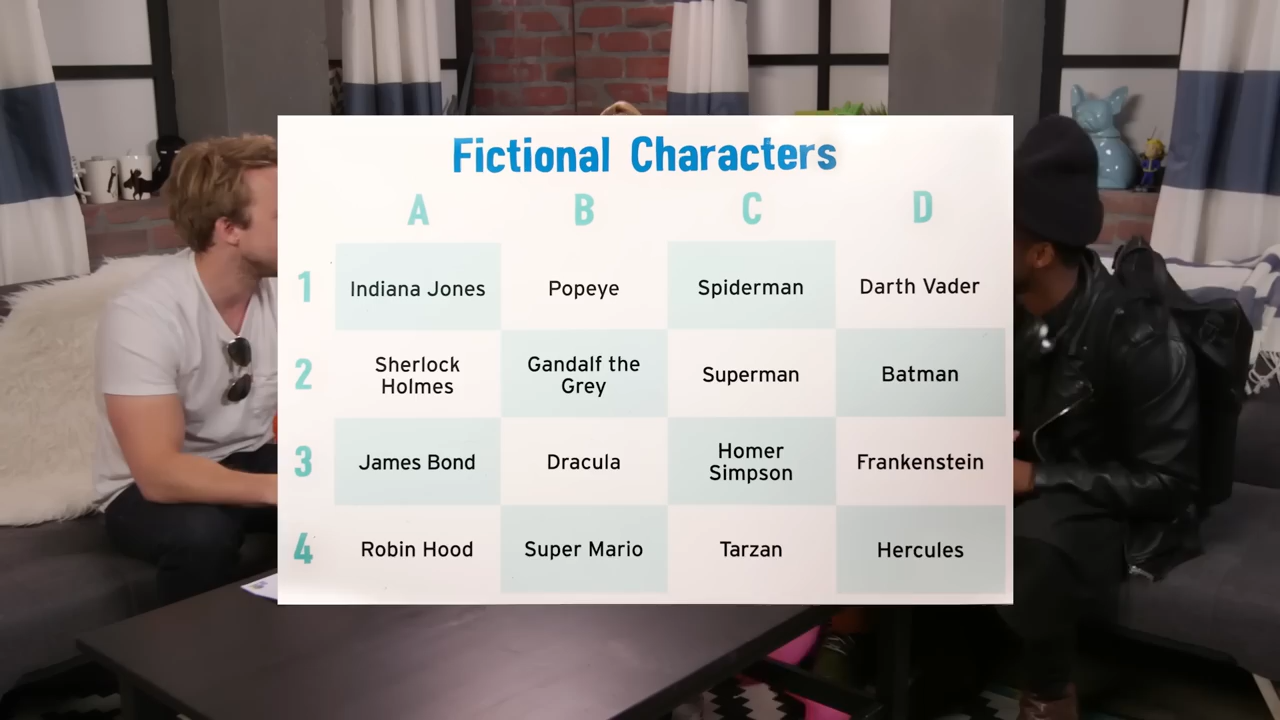 Fictional Characters
A B C D
1 Indiana Jones Popeye Spiderman Darth Vader
2 Sherlock Holmes Gandalf the Grey Superman Batman
3 James Bond Dracula Homer Simpson Frankenstein
4 Robin Hood Super Mario Tarzan Hercules